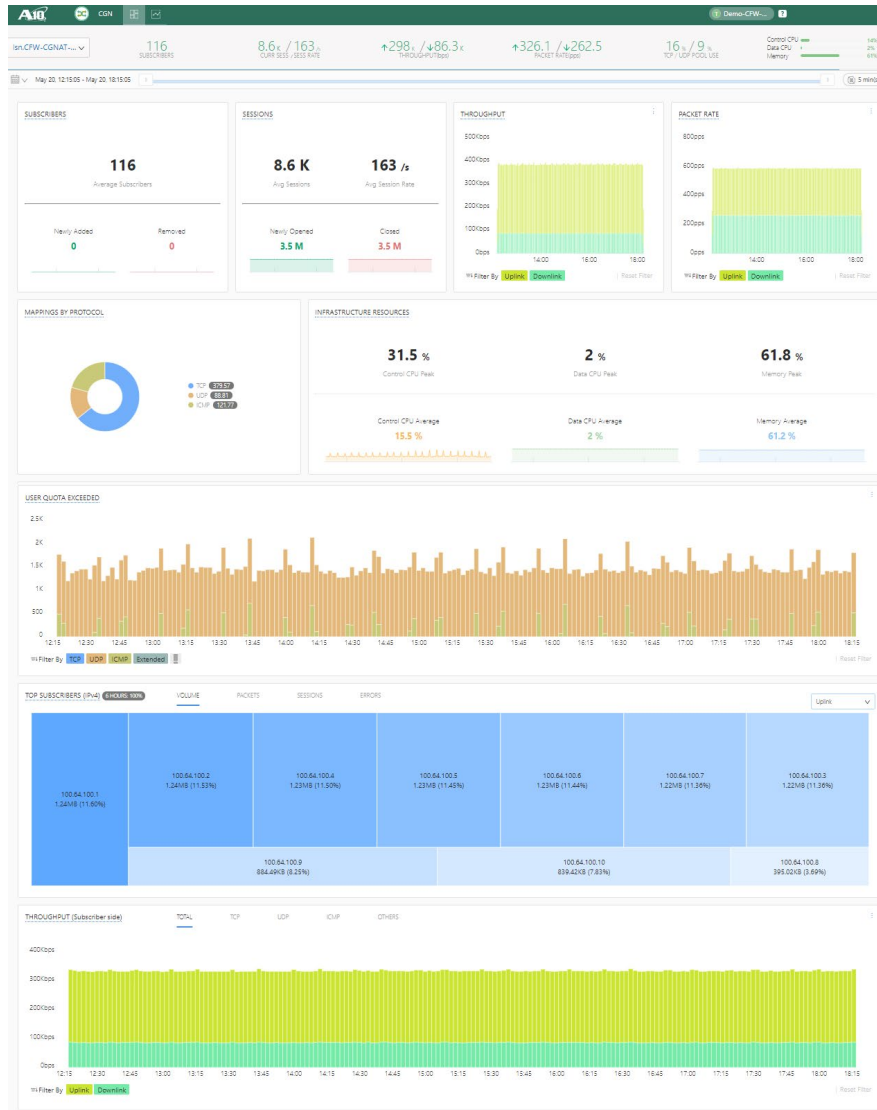 A10 DC CGN Demo-CFW-... ?
lsn.CFW-CGNAT-...
116
SUBSCRIBERS
8.6K / 163/s
CURR SESS / SESS RATE
↑298K / ↓86.3K
THROUGHPUT(bps)
↑326.1 / ↓262.5
PACKET RATE(pps)
16% / 9%
TCP / UDP POOL USE
Control CPU 14%
Data CPU 2%
Memory 61%
May 20, 12:15:05 - May 20, 18:15:05
5 min(s
SUBSCRIBERS
116
Average Subscribers
Newly Added
0
Removed
0
SESSIONS
8.6 K
Avg Sessions
163 /s
Avg Session Rate
Newly Opened
3.5 M
Closed
3.5 M
THROUGHPUT
500Kbps
400Kbps
300Kbps
200Kbps
100Kbps
0bps
14:00 16:00 18:00
Filter By Uplink Downlink Reset Filter
PACKET RATE
800pps
600pps
400pps
200pps
0pps
14:00 16:00 18:00
Filter By Uplink Downlink Reset Filter
MAPPINGS BY PROTOCOL
TCP 379.57
UDP 88.81
ICMP 121.77
INFRASTRUCTURE RESOURCES
31.5 %
Control CPU Peak
2 %
Data CPU Peak
61.8 %
Memory Peak
Control CPU Average
15.5 %
Data CPU Average
2 %
Memory Average
61.2 %
USER QUOTA EXCEEDED
2.5K
2K
1.5K
1K
500
0
12:15 12:30 12:45 13:00 13:15 13:30 13:45 14:00 14:15 14:30 14:45 15:00 15:15 15:30 15:45 16:00 16:15 16:30 16:45 17:00 17:15 17:30 17:45 18:00 18:15
Filter By TCP UDP ICMP Extended Reset Filter
TOP SUBSCRIBERS (IPv4) 6 HOURS: 100% VOLUME PACKETS SESSIONS ERRORS
Uplink
100.64.100.1
1.24MB (11.60%)
100.64.100.2
1.24MB (11.53%)
100.64.100.4
1.23MB (11.50%)
100.64.100.5
1.23MB (11.45%)
100.64.100.6
1.23MB (11.44%)
100.64.100.7
1.22MB (11.36%)
100.64.100.3
1.22MB (11.36%)
100.64.100.9
884.49KB (8.25%)
100.64.100.10
839.42KB (7.83%)
100.64.100.8
395.02KB (3.69%)
THROUGHPUT (Subscriber side) TOTAL TCP UDP ICMP OTHERS
400Kbps
300Kbps
200Kbps
100Kbps
0bps
12:15 12:30 12:45 13:00 13:15 13:30 13:45 14:00 14:15 14:30 14:45 15:00 15:15 15:30 15:45 16:00 16:15 16:30 16:45 17:00 17:15 17:30 17:45 18:00 18:15
Filter By Uplink Downlink Reset Filter